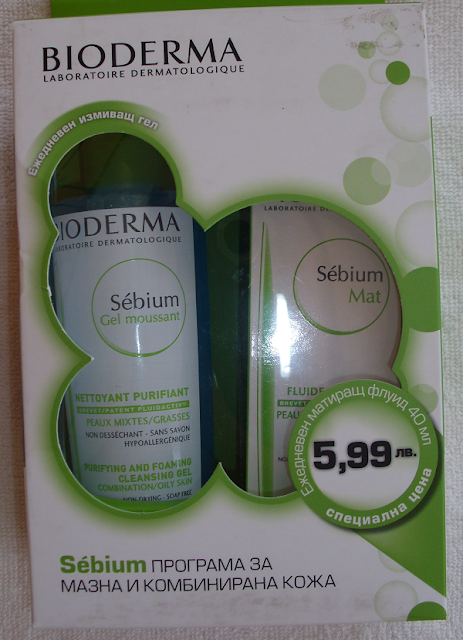 BIODERMA
LABORATOIRE DERMATOLOGIQUE
Ежедневен измиващ гел
BIODERMA
LABORATOIRE DERMATOLOGIQUE
Sébium
Gel moussant
NETTOYANT PURIFIANT
BREVET/PATENT FLUIDACTIV
PEAUX MIXTES/GRASSES
NON DESSÉCHANT - SANS SAVON
HYPOALLERGÉNIQUE
PURIFYING AND FOAMING
CLEANSING GEL
COMBINATION/OILY SKIN
NON-DRYING - SOAP FREE
LABORATOIRE
Sébium
Mat
FLUIDE
PEAU
Ежедневен матиращ флуид 40 мл
5,99 лв.
специална цена
Sébium ПРОГРАМА ЗА
МАЗНА И КОМБИНИРАНА КОЖА